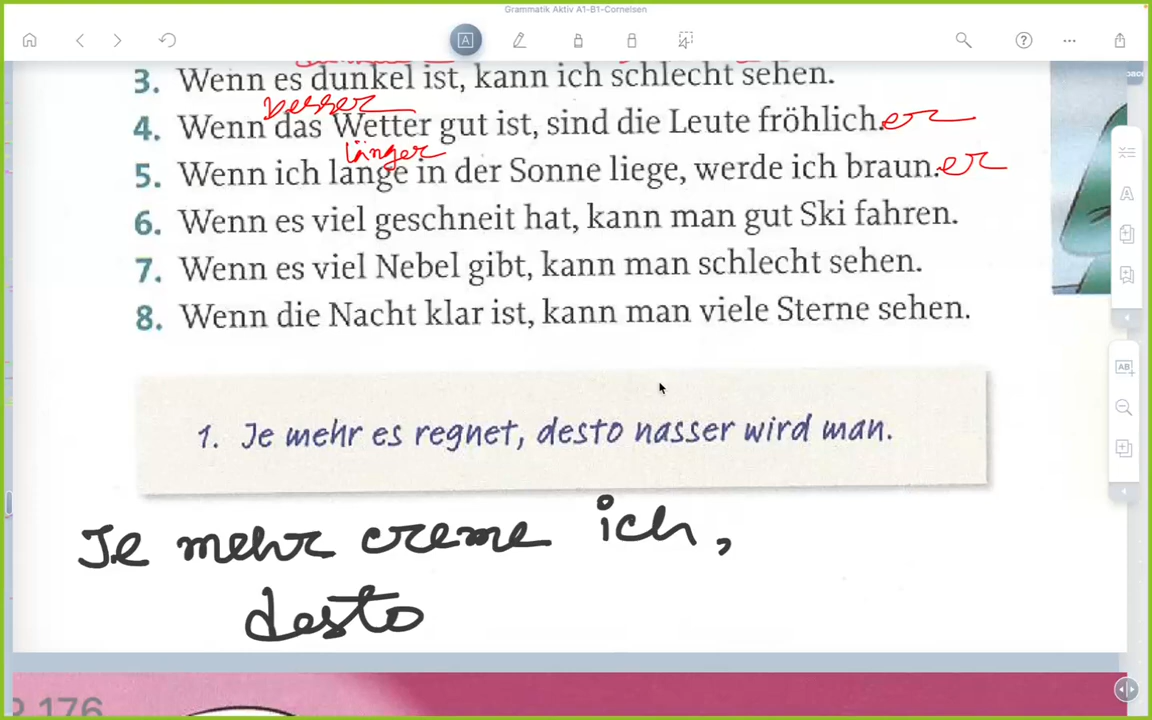 Grammatik Aktiv A1-B1-Cornelsen
3. Wenn es dunkel ist, kann ich schlecht sehen.
besser
4. Wenn das Wetter gut ist, sind die Leute fröhlich. er
länger
5. Wenn ich lange in der Sonne liege, werde ich braun. er
6. Wenn es viel geschneit hat, kann man gut Ski fahren.
7. Wenn es viel Nebel gibt, kann man schlecht sehen.
8. Wenn die Nacht klar ist, kann man viele Sterne sehen.
1. Je mehr es regnet, desto nasser wird man.
Je mehr creme ich,
desto
176